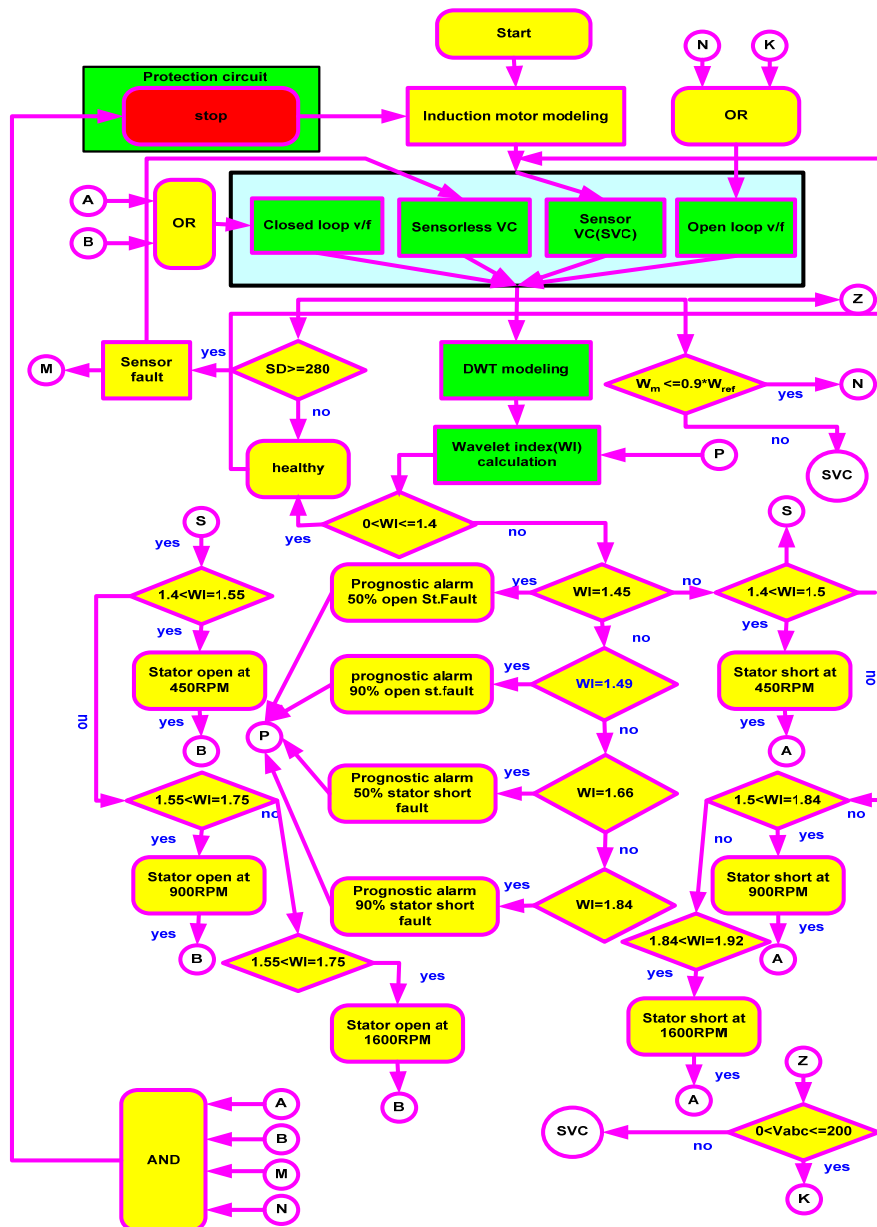 Start
N
K
Protection circuit
stop
Induction motor modeling
OR
A
B
OR
Closed loop v/f
Sensorless VC
Sensor
VC(SVC)
Open loop v/f
Z
M
Sensor
fault
yes
SD>=280
no
DWT modeling
Wm <=0.9*Wref
yes
N
no
SVC
healthy
Wavelet index(WI)
calculation
P
yes
0<WI<=1.4
no
S
yes
S
1.4<WI=1.55
yes
Prognostic alarm
50% open St.Fault
yes
WI=1.45
no
1.4<WI=1.5
yes
no
Stator open at
450RPM
yes
B
no
prognostic alarm
90% open st.fault
yes
WI=1.49
no
Stator short at
450RPM
yes
A
no
P
1.55<WI=1.75
no
yes
Prognostic alarm
50% stator short
fault
yes
WI=1.66
no
1.5<WI=1.84
no
yes
Stator open at
900RPM
yes
B
Prognostic alarm
90% stator short
fault
yes
WI=1.84
Stator short at
900RPM
yes
A
1.84<WI=1.92
yes
1.55<WI=1.75
yes
Stator open at
1600RPM
B
Stator short at
1600RPM
yes
A
AND
A
B
M
N
Z
SVC
no
0<Vabc<=200
yes
K